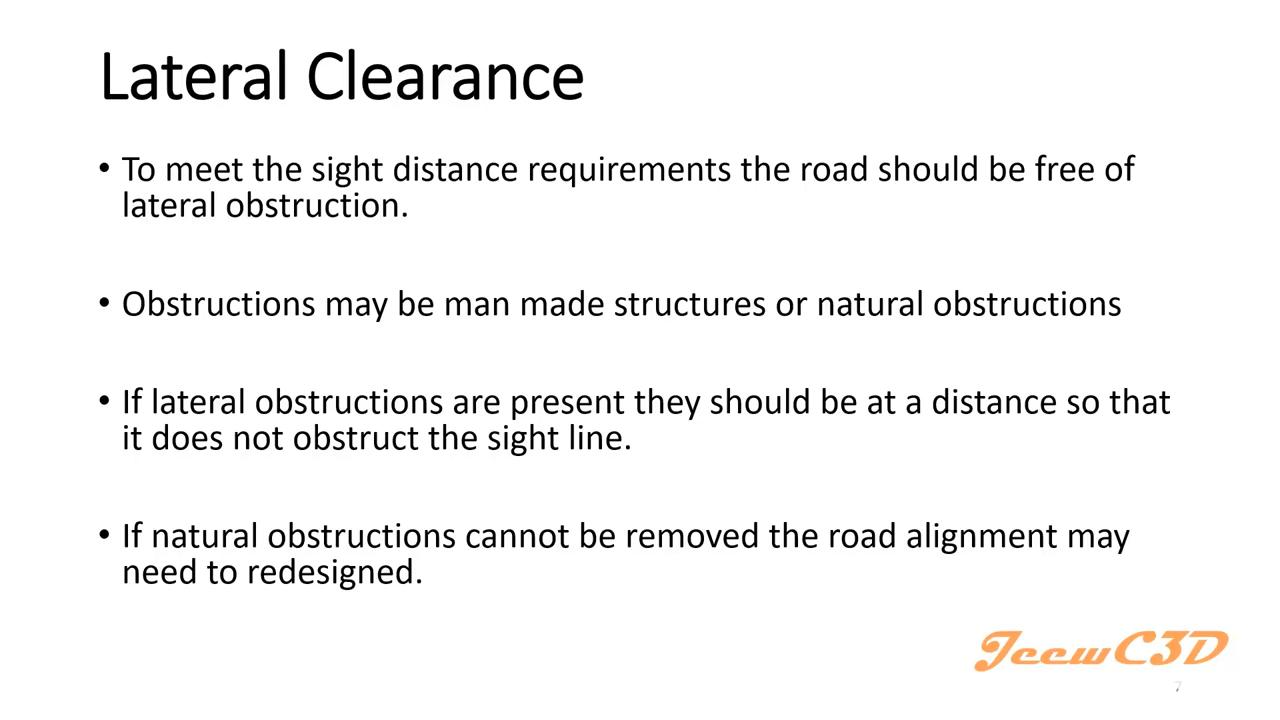 Lateral Clearance
• To meet the sight distance requirements the road should be free of
lateral obstruction.
• Obstructions may be man made structures or natural obstructions
• If lateral obstructions are present they should be at a distance so that
it does not obstruct the sight line.
• If natural obstructions cannot be removed the road alignment may
need to redesigned.
JeewC3D
7